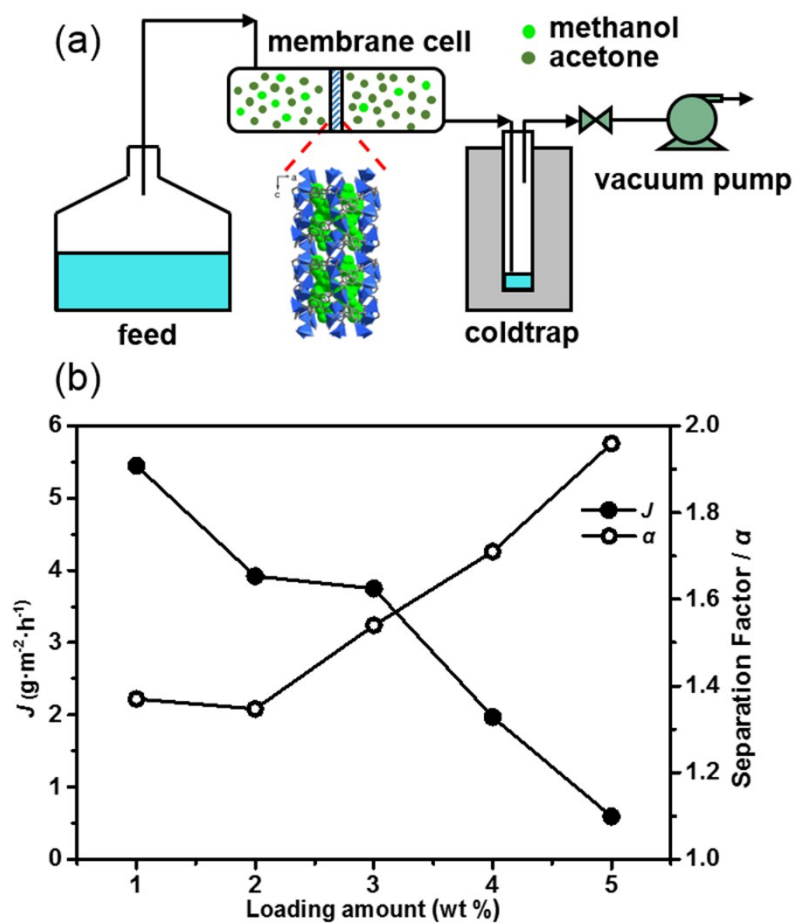 (a)
methanol
acetone
membrane cell
a
c
vacuum pump
feed
coldtrap
(b)
6
5
4
3
2
1
0
J (g·m⁻²·h⁻¹)
2.0
1.8
1.6
1.4
1.2
1.0
Separation Factor / α
J
α
1 2 3 4 5
Loading amount (wt %)